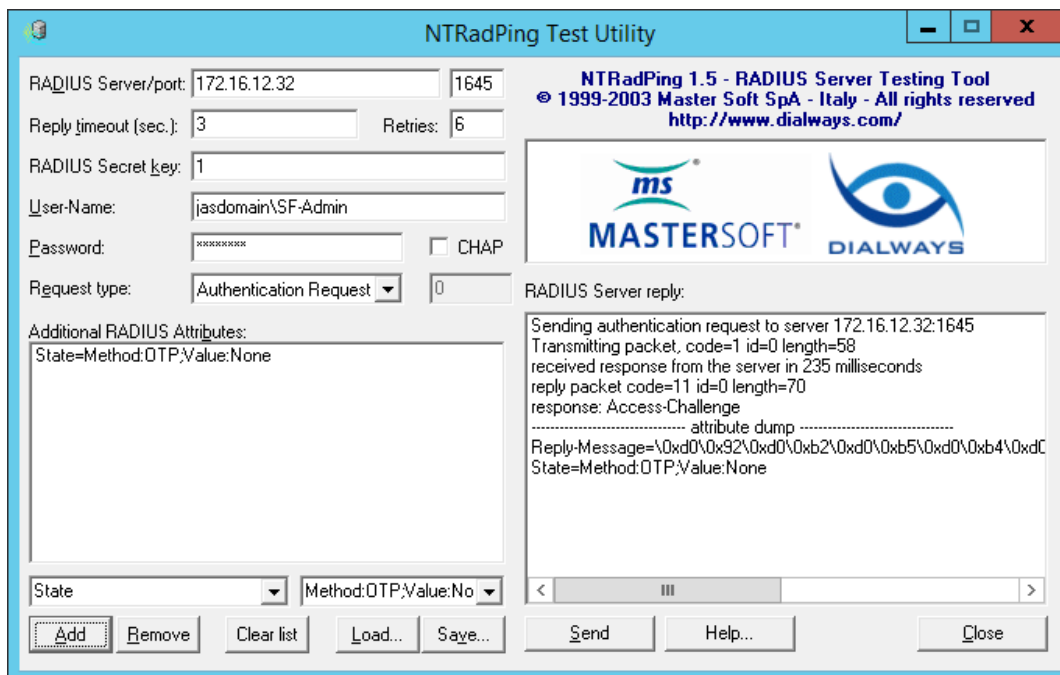 NTRadPing Test Utility
RADIUS Server/port: 172.16.12.32 1645
Reply timeout (sec.): 3 Retries: 6
RADIUS Secret key: 1
User-Name: jasdomain\SF-Admin
Password: ******** CHAP
Request type: Authentication Request 0
Additional RADIUS Attributes:
State=Method:OTP;Value:None
State Method:OTP;Value:No
Add Remove Clear list Load... Save...
NTRadPing 1.5 - RADIUS Server Testing Tool
© 1999-2003 Master Soft SpA - Italy - All rights reserved
http://www.dialways.com/
ms
MASTERSOFT
DIALWAYS
RADIUS Server reply:
Sending authentication request to server 172.16.12.32:1645
Transmitting packet, code=1 id=0 length=58
received response from the server in 235 milliseconds
reply packet code=11 id=0 length=70
response: Access-Challenge
------------------------------- attribute dump --------------------------------
Reply-Message=\0xd0\0x92\0xd0\0xb2\0xd0\0xb5\0xd0\0xb4\0xd0
State=Method:OTP;Value:None
Send Help... Close